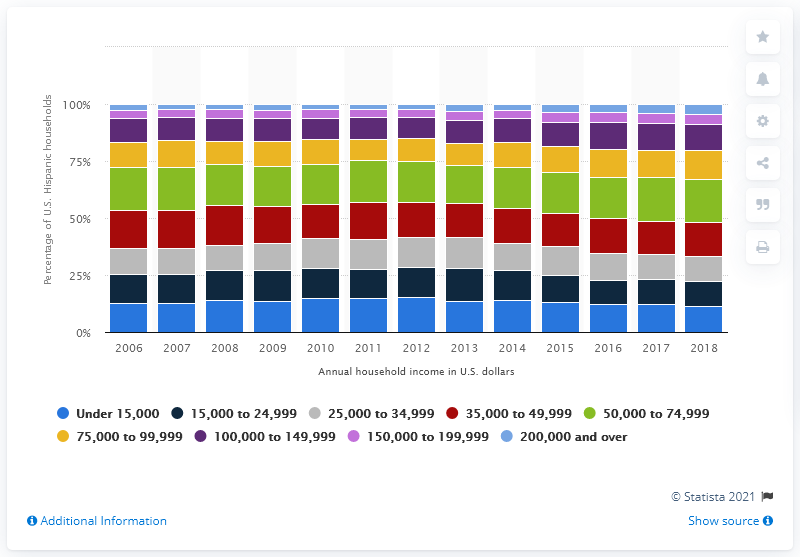 Percentage of U.S. Hispanic households
100%
75%
50%
25%
0%
2006 2007 2008 2009 2010 2011 2012 2013 2014 2015 2016 2017 2018
Annual household income in U.S. dollars
Under 15,000 15,000 to 24,999 25,000 to 34,999 35,000 to 49,999 50,000 to 74,999
75,000 to 99,999 100,000 to 149,999 150,000 to 199,999 200,000 and over
© Statista 2021
Additional Information Show source